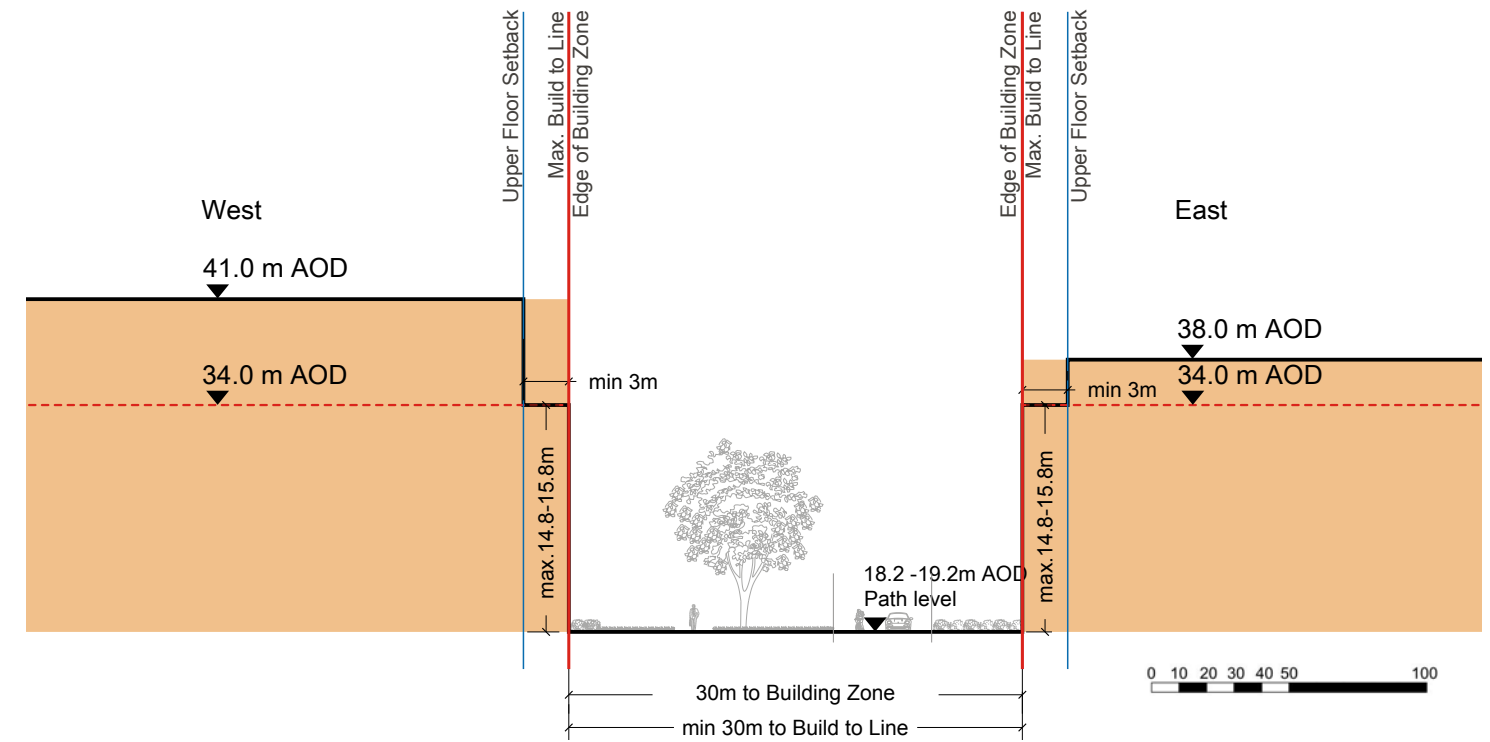 Upper Floor Setback
Max. Build to Line
Edge of Building Zone
Edge of Building Zone
Max. Build to Line
Upper Floor Setback
West
East
41.0 m AOD
38.0 m AOD
34.0 m AOD
34.0 m AOD
min 3m
min 3m
max.14.8-15.8m
max.14.8-15.8m
18.2 -19.2m AOD
Path level
0 10 20 30 40 50 100
30m to Building Zone
min 30m to Build to Line